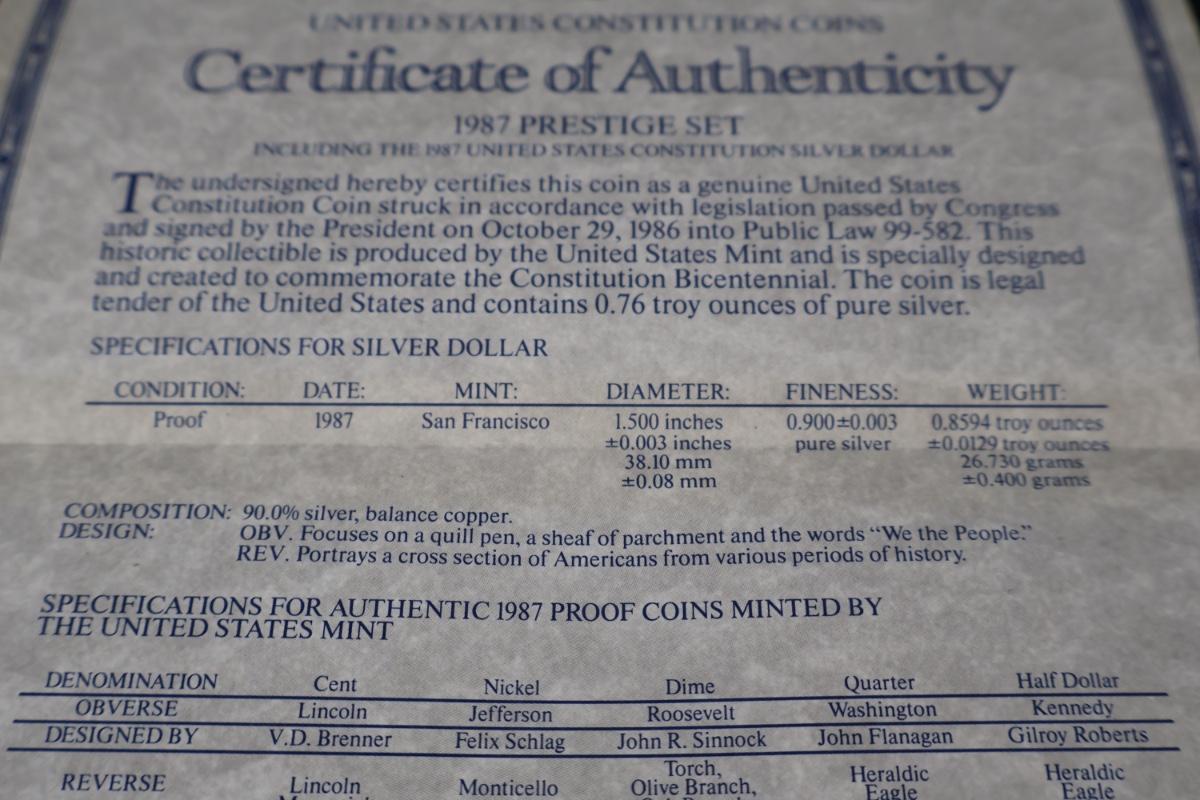 UNITED STATES CONSTITUTION COINS
Certificate of Authenticity
1987 PRESTIGE SET
INCLUDING THE 1987 UNITED STATES CONSTITUTION SILVER DOLLAR
The undersigned hereby certifies this coin as a genuine United States
Constitution Coin struck in accordance with legislation passed by Congress
and signed by the President on October 29, 1986 into Public Law 99-582. This
historic collectible is produced by the United States Mint and is specially designed
and created to commemorate the Constitution Bicentennial. The coin is legal
tender of the United States and contains 0.76 troy ounces of pure silver.
SPECIFICATIONS FOR SILVER DOLLAR
CONDITION: DATE: MINT: DIAMETER: FINENESS: WEIGHT:
Proof 1987 San Francisco 1.500 inches 0.900±0.003 0.8594 troy ounces
±0.003 inches pure silver ±0.0129 troy ounces
38.10 mm 26.730 grams
±0.08 mm ±0.400 grams
COMPOSITION: 90.0% silver, balance copper.
DESIGN: OBV. Focuses on a quill pen, a sheaf of parchment and the words “We the People.”
REV. Portrays a cross section of Americans from various periods of history.
SPECIFICATIONS FOR AUTHENTIC 1987 PROOF COINS MINTED BY
THE UNITED STATES MINT
DENOMINATION Cent Nickel Dime Quarter Half Dollar
OBVERSE Lincoln Jefferson Roosevelt Washington Kennedy
DESIGNED BY V.D. Brenner Felix Schlag John R. Sinnock John Flanagan Gilroy Roberts
REVERSE Lincoln Monticello Torch, Heraldic Heraldic
Olive Branch, Eagle Eagle